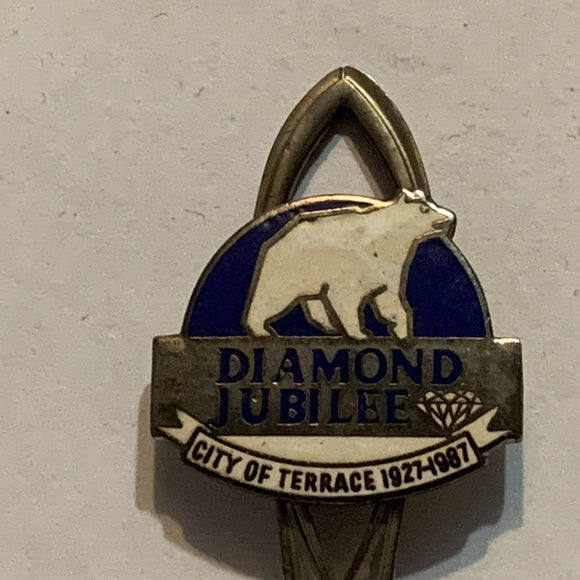 DIAMOND
JUBILEE
CITY OF TERRACE 1927-1987